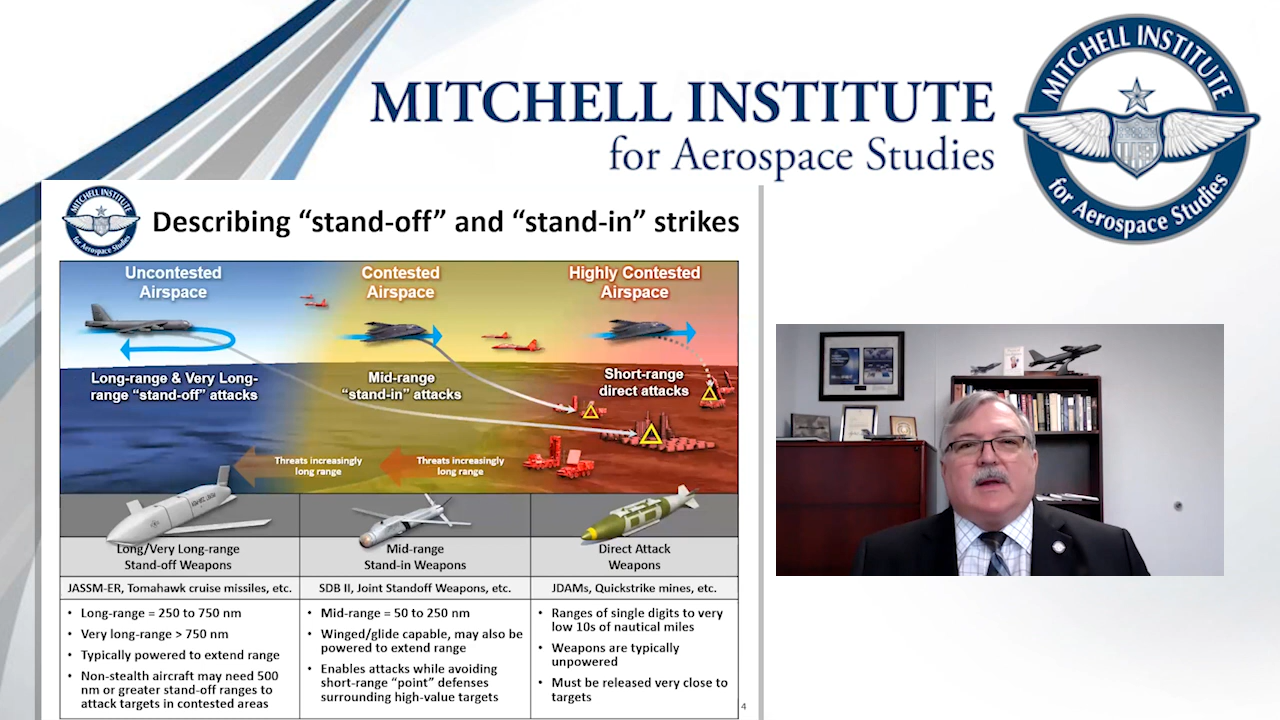 MITCHELL INSTITUTE
for Aerospace Studies
MITCHELL INSTITUTE
for Aerospace Studies
MITCHELL INSTITUTE
for Aerospace Studies
Describing “stand-off” and “stand-in” strikes
Uncontested
Airspace
Contested
Airspace
Highly Contested
Airspace
Long-range & Very Long-
range “stand-off” attacks
Mid-range
“stand-in” attacks
Short-range
direct attacks
Threats increasingly
long range
Threats increasingly
long range
Long/Very Long-range
Stand-off Weapons
Mid-range
Stand-in Weapons
Direct Attack
Weapons
JASSM-ER, Tomahawk cruise missiles, etc.
SDB II, Joint Standoff Weapons, etc.
JDAMs, Quickstrike mines, etc.
• Long-range = 250 to 750 nm
• Very long-range > 750 nm
• Typically powered to extend range
• Non-stealth aircraft may need 500
nm or greater stand-off ranges to
attack targets in contested areas
• Mid-range = 50 to 250 nm
• Winged/glide capable, may also be
powered to extend range
• Enables attacks while avoiding
short-range “point” defenses
surrounding high-value targets
• Ranges of single digits to very
low 10s of nautical miles
• Weapons are typically
unpowered
• Must be released very close to
targets
4